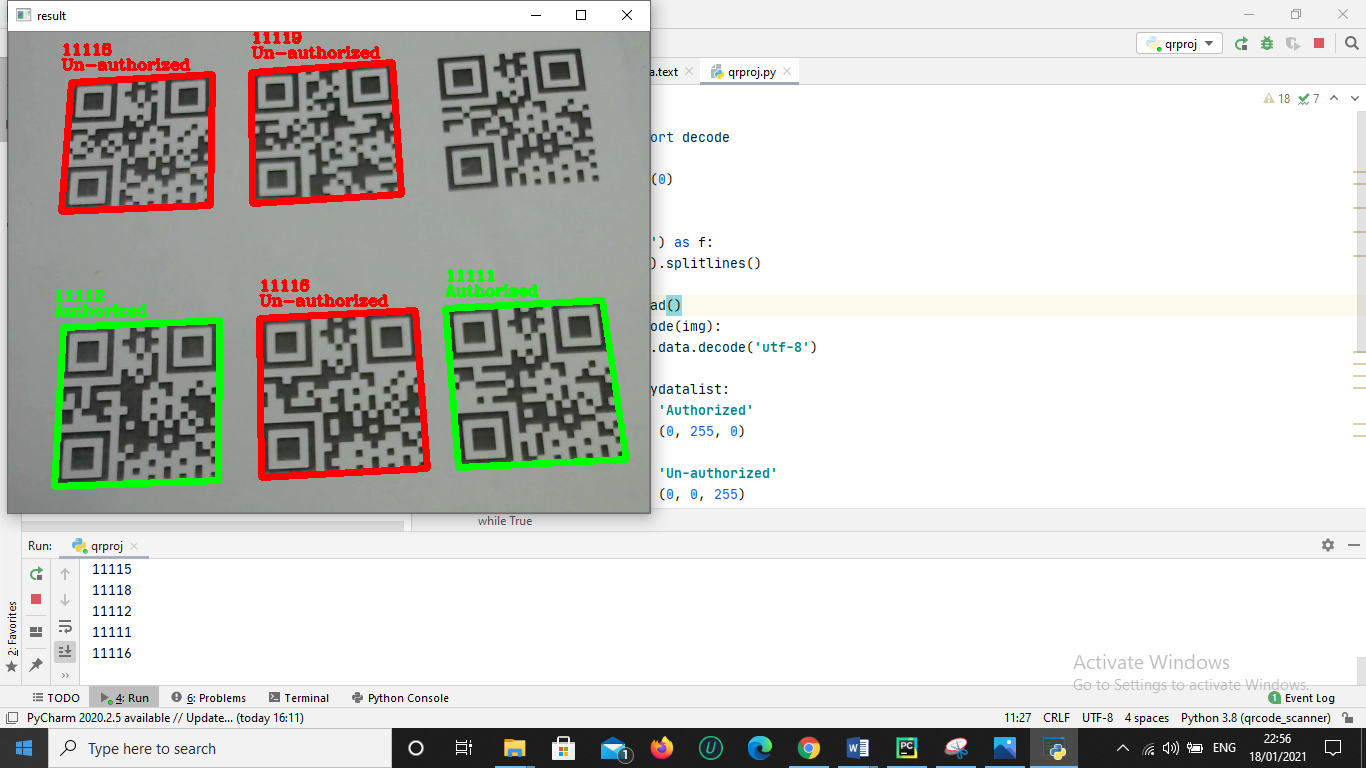 result
qrproj
a.text
qrproj.py
18
7
11118
Un-authorized
11119
Un-authorized
ort decode
(0)
') as f:
).splitlines()
ad()
ode(img):
.data.decode('utf-8')
ydatalist:
'Authorized'
(0, 255, 0)
'Un-authorized'
(0, 0, 255)
11112
Authorized
Un-authorized
11111
Authorized
while True
Run:
qrproj
11115
11118
11112
11111
11116
2: Favorites
Activate Windows
Go to Settings to activate Windows.
TODO
4: Run
6: Problems
Terminal
Python Console
1 Event Log
PyCharm 2020.2.5 available // Update... (today 16:11)
11:27 CRLF UTF-8 4 spaces Python 3.8 (qrcode_scanner)
Type here to search
1
U
W
PC
ENG
22:56
18/01/2021